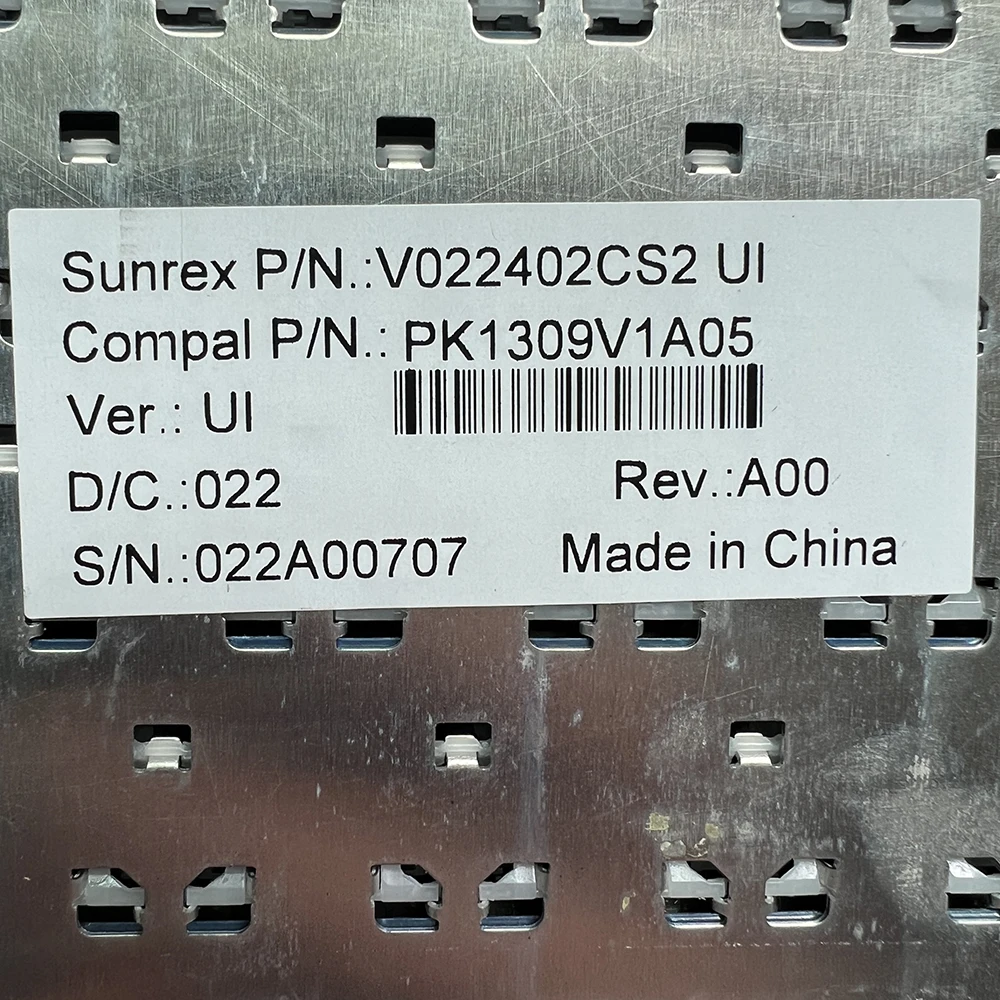 Sunrex P/N.:V022402CS2 UI
Compal P/N.: PK1309V1A05
Ver.: UI
D/C.:022 Rev.:A00
S/N.:022A00707 Made in China